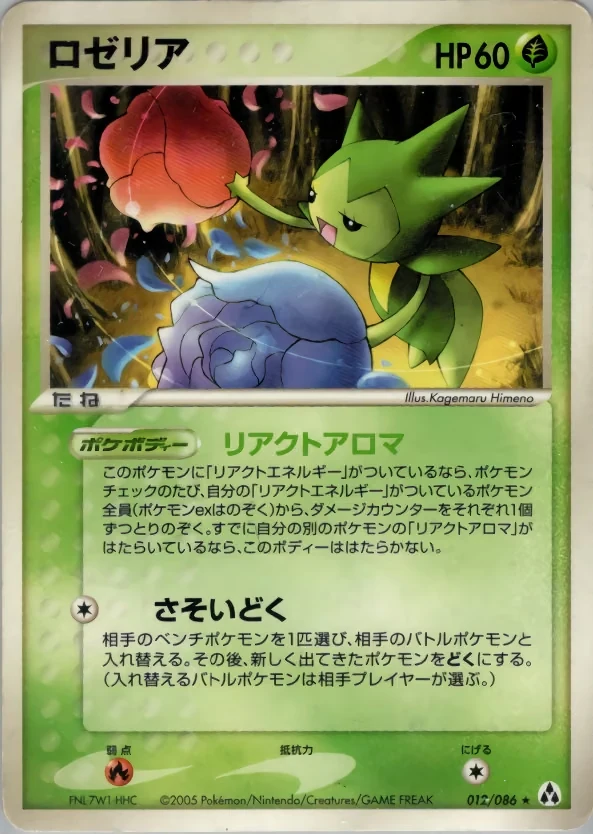 ロゼリア HP60
たね Illus.Kagemaru Himeno
ポケボディー リアクトアロマ
このポケモンに「リアクトエネルギー」がついているなら、ポケモン
チェックのたび、自分の「リアクトエネルギー」がついているポケモン
全員(ポケモンexはのぞく)から、ダメージカウンターをそれぞれ1個
ずつとりのぞく。すでに自分の別のポケモンの「リアクトアロマ」が
はたらいているなら、このボディーははたらかない。
さそいどく
相手のベンチポケモンを1匹選び、相手のバトルポケモンと
入れ替える。その後、新しく出てきたポケモンをどくにする。
(入れ替えるバトルポケモンは相手プレイヤーが選ぶ。)
弱点 抵抗力 にげる
FNL7W1 HHC ©2005 Pokémon/Nintendo/Creatures/GAME FREAK 012/086 ★